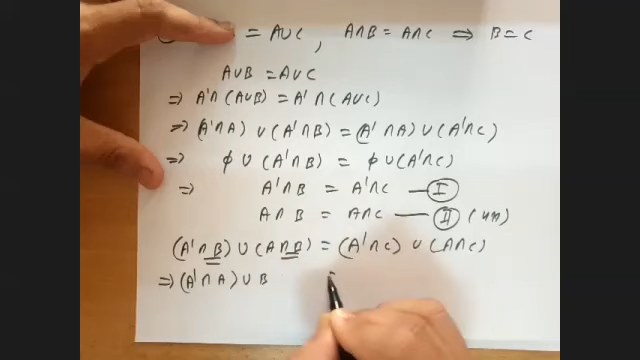 = A∪C , A∩B = A∩C ⟹ B = C
A∪B = A∪C
⇒ A'∩(A∪B) = A'∩(A∪C)
⇒ (A'∩A) ∪ (A'∩B) = (A'∩A) ∪ (A'∩C)
⇒ ϕ ∪ (A'∩B) = ϕ ∪ (A'∩C)
⇒ A'∩B = A'∩C — I
A∩B = A∩C — II
(A'∩B) ∪ (A∩B) = (A'∩C) ∪ (A∩C)
⇒ (A'∩A) ∪ B =